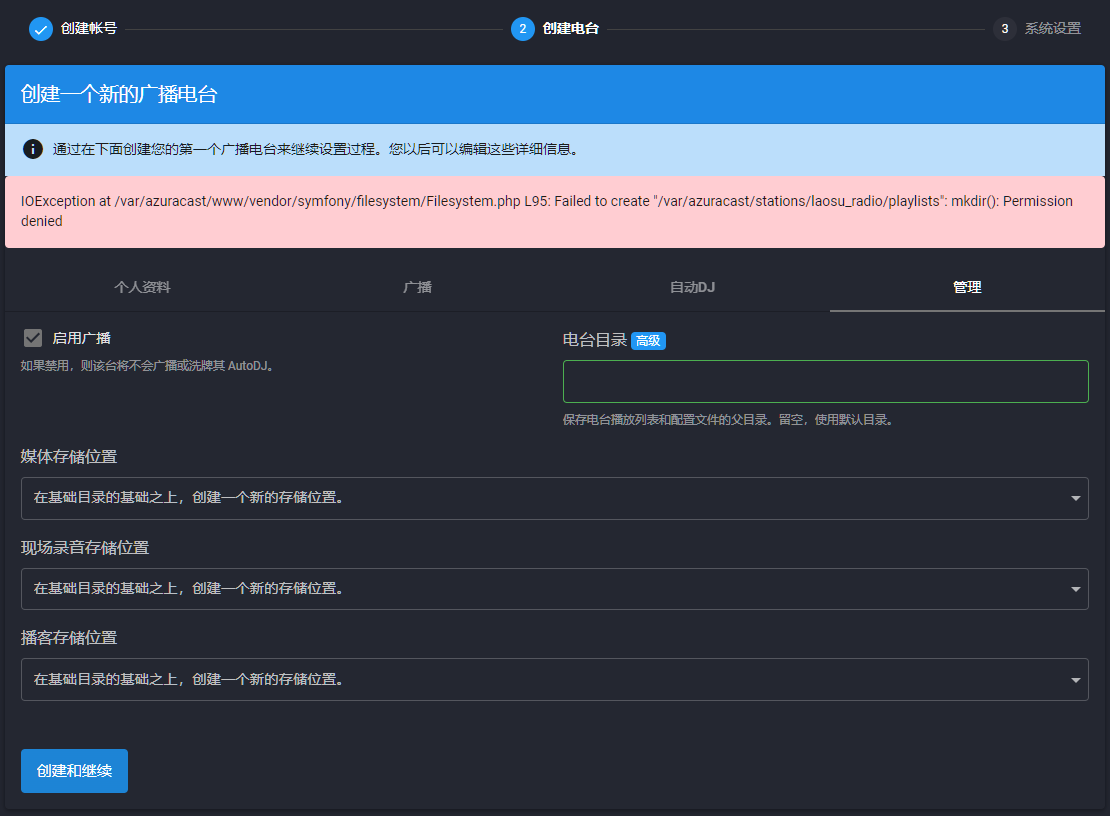 创建帐号
2 创建电台
3 系统设置
创建一个新的广播电台
通过在下面创建您的第一个广播电台来继续设置过程。您以后可以编辑这些详细信息。
IOException at /var/azuracast/www/vendor/symfony/filesystem/Filesystem.php L95: Failed to create "/var/azuracast/stations/laosu_radio/playlists": mkdir(): Permission
denied
个人资料
广播
自动DJ
管理
启用广播
如果禁用，则该台将不会广播或洗牌其 AutoDJ。
电台目录 高级
保存电台播放列表和配置文件的父目录。留空，使用默认目录。
媒体存储位置
在基础目录的基础之上，创建一个新的存储位置。
现场录音存储位置
在基础目录的基础之上，创建一个新的存储位置。
播客存储位置
在基础目录的基础之上，创建一个新的存储位置。
创建和继续